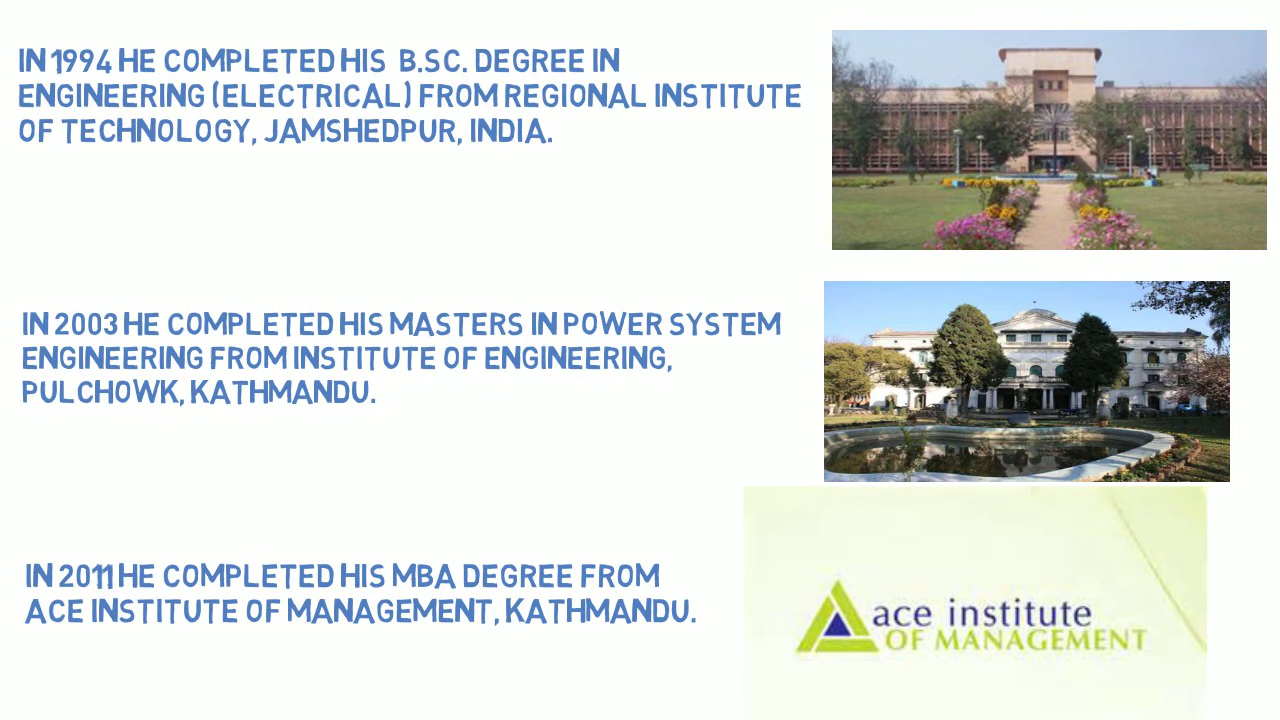 IN 1994 HE COMPLETED HIS B.SC. DEGREE IN
ENGINEERING (ELECTRICAL) FROM REGIONAL INSTITUTE
OF TECHNOLOGY, JAMSHEDPUR, INDIA.
IN 2003 HE COMPLETED HIS MASTERS IN POWER SYSTEM
ENGINEERING FROM INSTITUTE OF ENGINEERING,
PULCHOWK, KATHMANDU.
IN 2011 HE COMPLETED HIS MBA DEGREE FROM
ACE INSTITUTE OF MANAGEMENT, KATHMANDU.
ace institute
OF MANAGEMENT